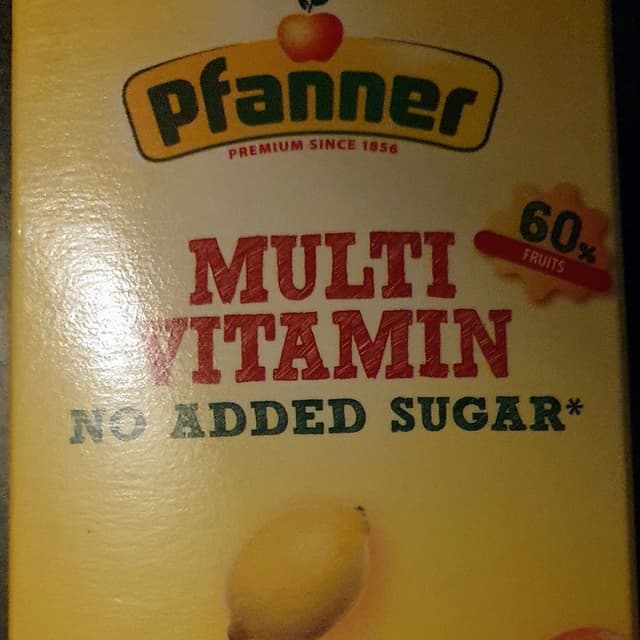 Pfanner
PREMIUM SINCE 1856
60%
FRUITS
MULTI
VITAMIN
NO ADDED SUGAR*